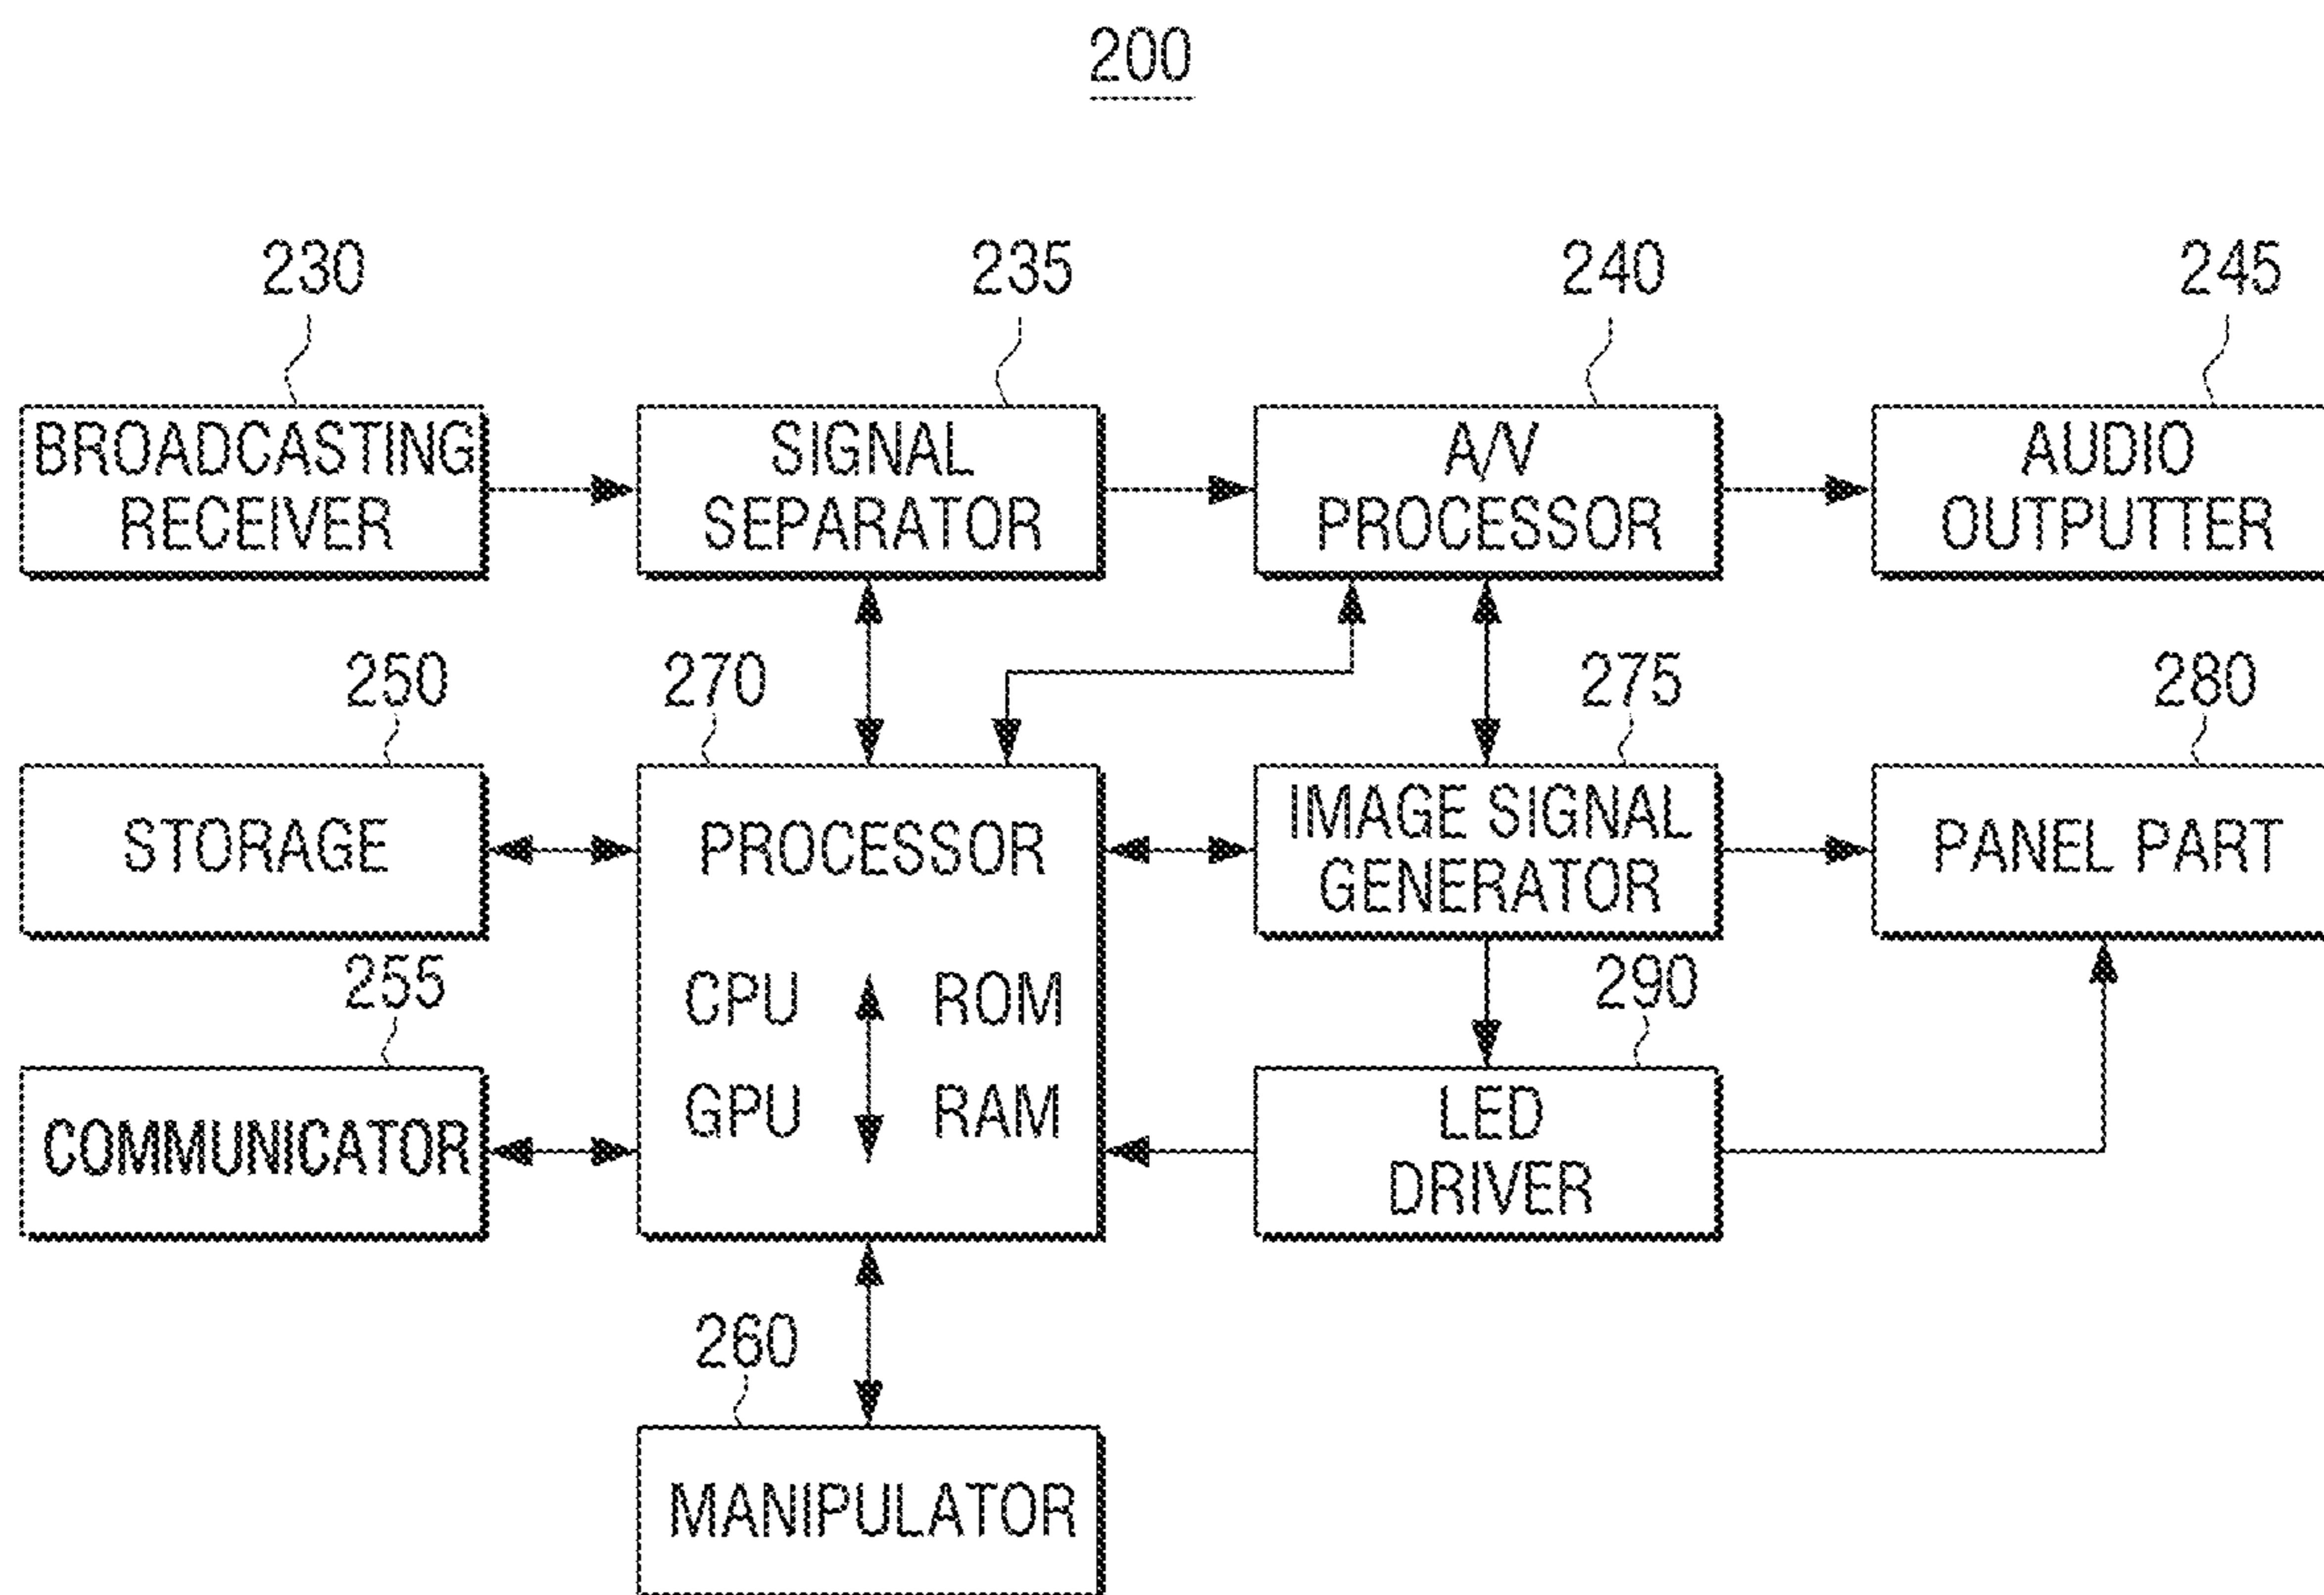 200
230
235
240
245
BROADCASTING
RECEIVER
SIGNAL
SEPARATOR
A/V
PROCESSOR
AUDIO
OUTPUTTER
250
270
275
280
STORAGE
PROCESSOR
IMAGE SIGNAL
GENERATOR
PANEL PART
255
CPU
ROM
290
COMMUNICATOR
GPU
RAM
LED
DRIVER
260
MANIPULATOR